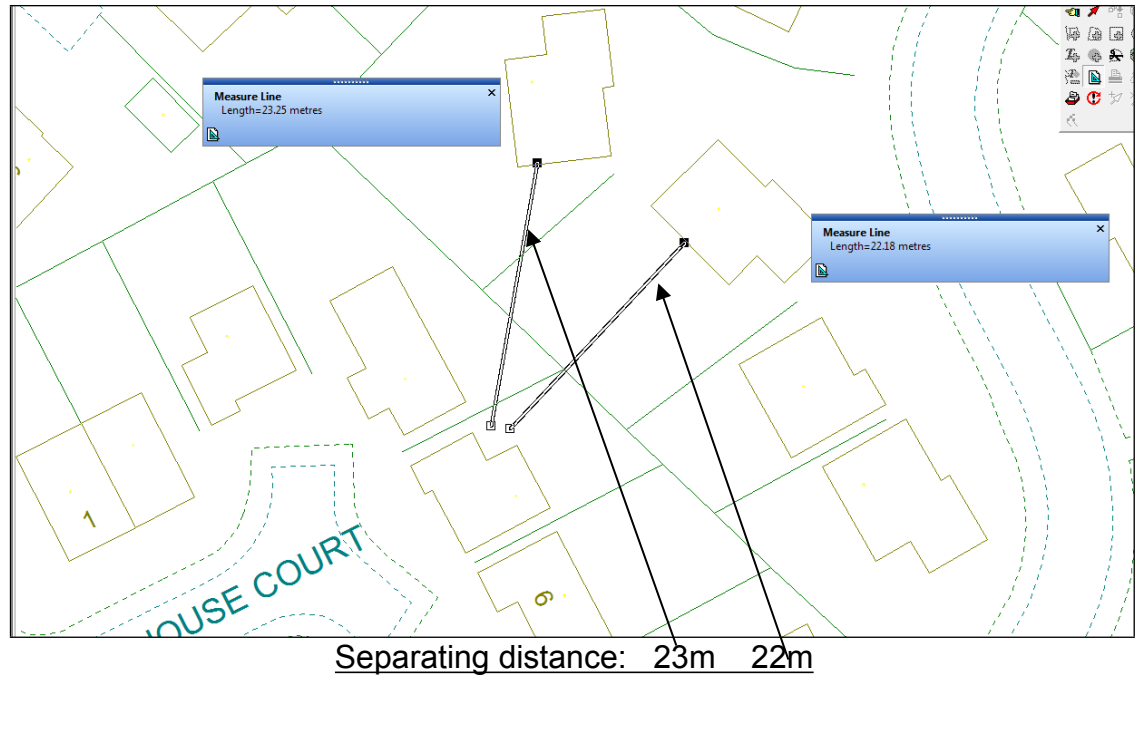 Measure Line
Length=23.25 metres
Measure Line
Length=22.18 metres
1
OUSE COURT
6
Separating distance: 23m 22m